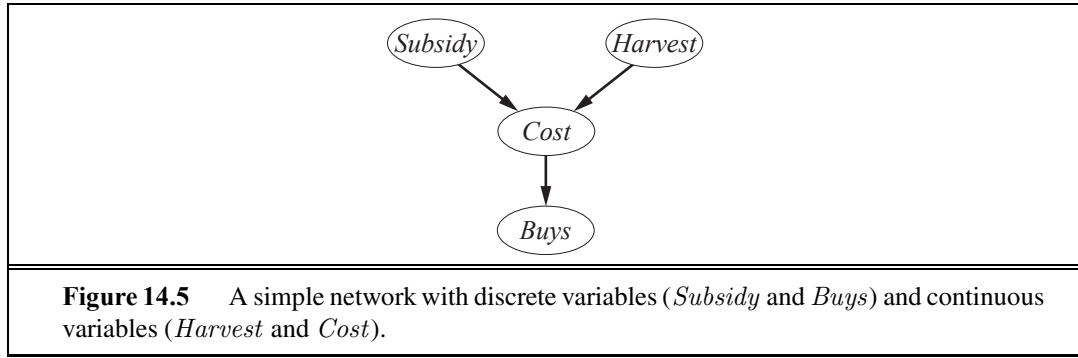 Subsidy Harvest
Cost
Buys
Figure 14.5 A simple network with discrete variables (Subsidy and Buys) and continuous
variables (Harvest and Cost).